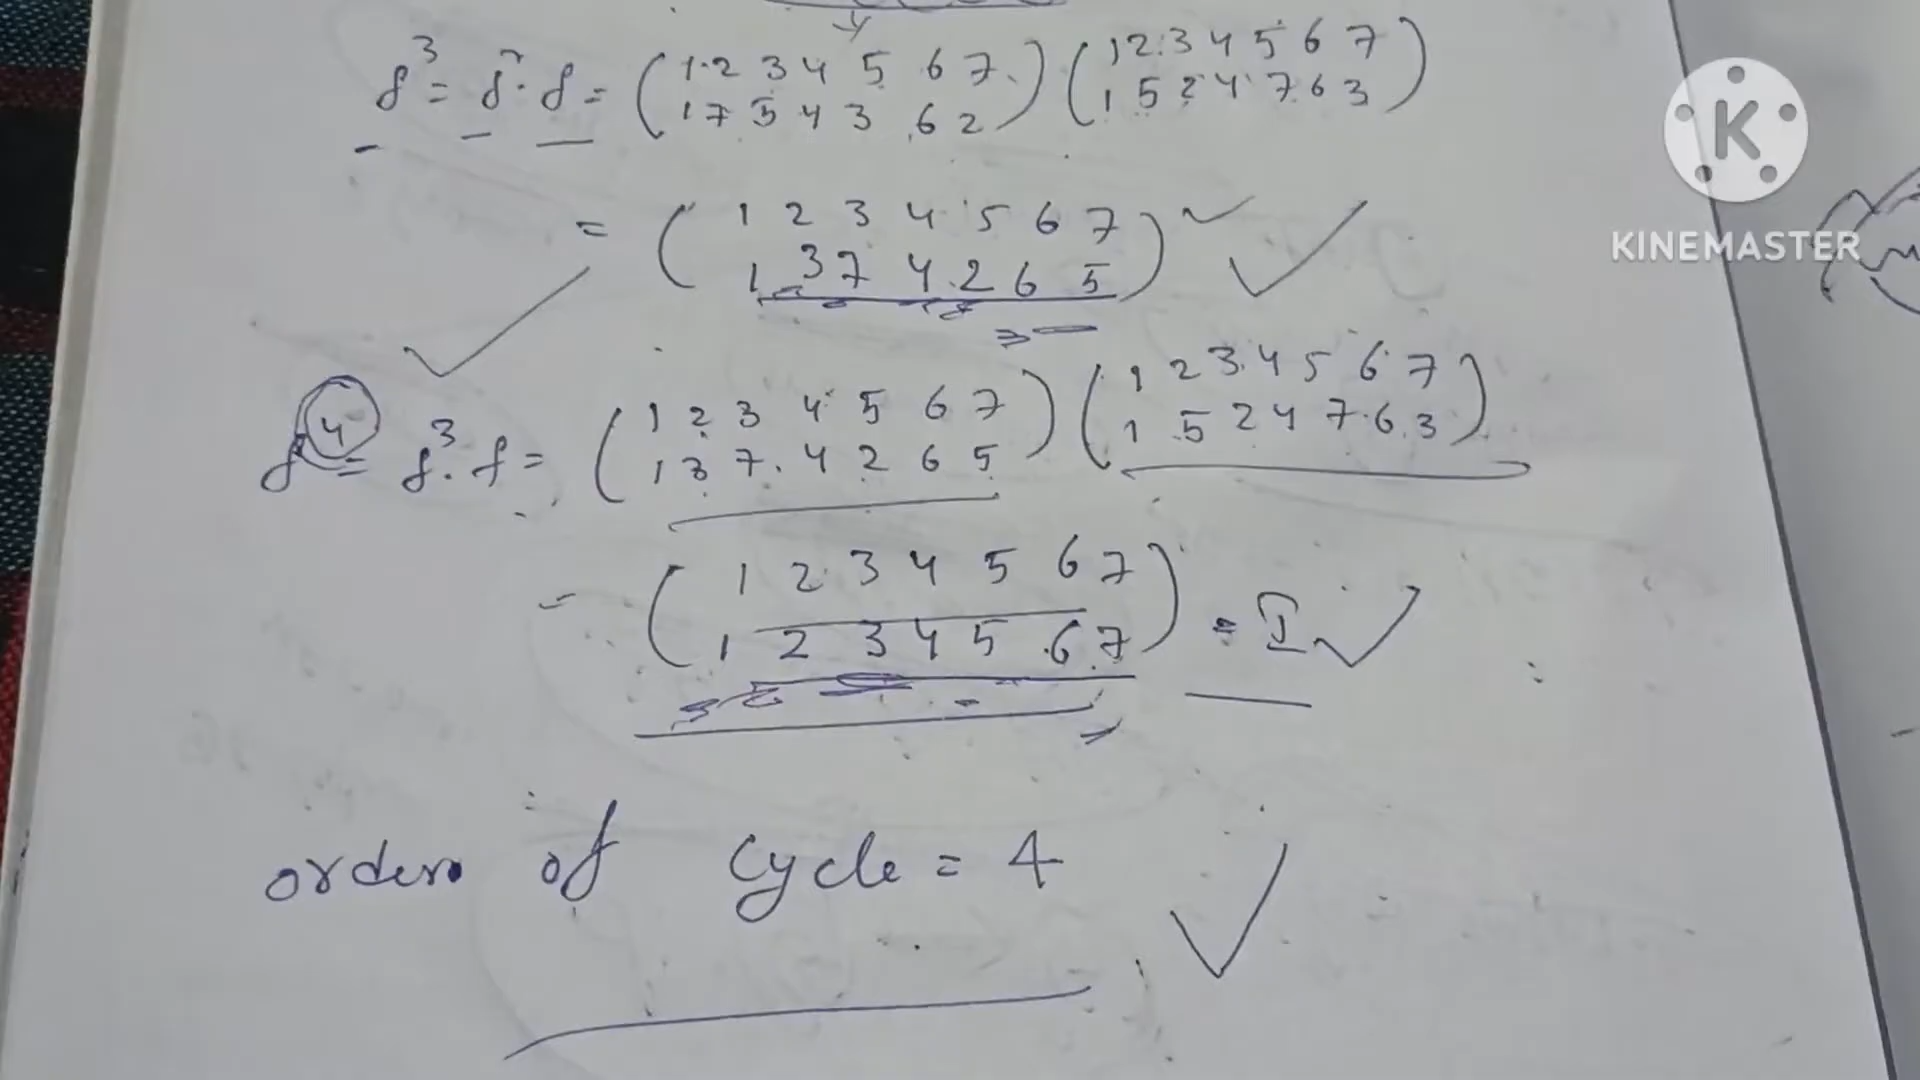 f³ = f². f = (1 2 3 4 5 6 7 / 1 7 5 4 3 6 2) (1 2 3 4 5 6 7 / 1 5 2 4 7 6 3)
= (1 2 3 4 5 6 7 / 1 3 7 4 2 6 5)
f⁴ = f³. f = (1 2 3 4 5 6 7 / 1 3 7 4 2 6 5) (1 2 3 4 5 6 7 / 1 5 2 4 7 6 3)
= (1 2 3 4 5 6 7 / 1 2 3 4 5 6 7) = I
order of cycle = 4
K
KINEMASTER